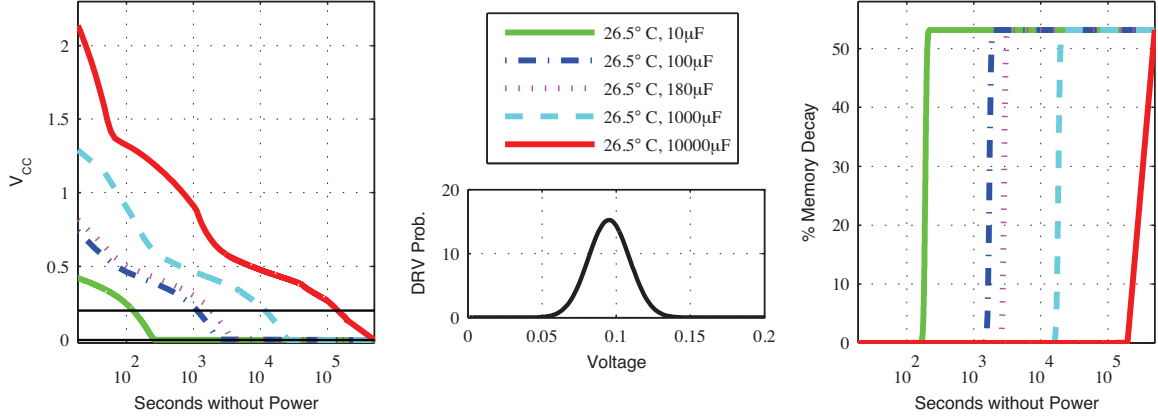 2
1.5
1
0.5
0
V_CC
10^2
10^3
10^4
10^5
Seconds without Power
26.5° C, 10µF
26.5° C, 100µF
26.5° C, 180µF
26.5° C, 1000µF
26.5° C, 10000µF
20
10
0
DRV Prob.
0
0.05
0.1
0.15
0.2
Voltage
50
40
30
20
10
0
% Memory Decay
10^2
10^3
10^4
10^5
Seconds without Power